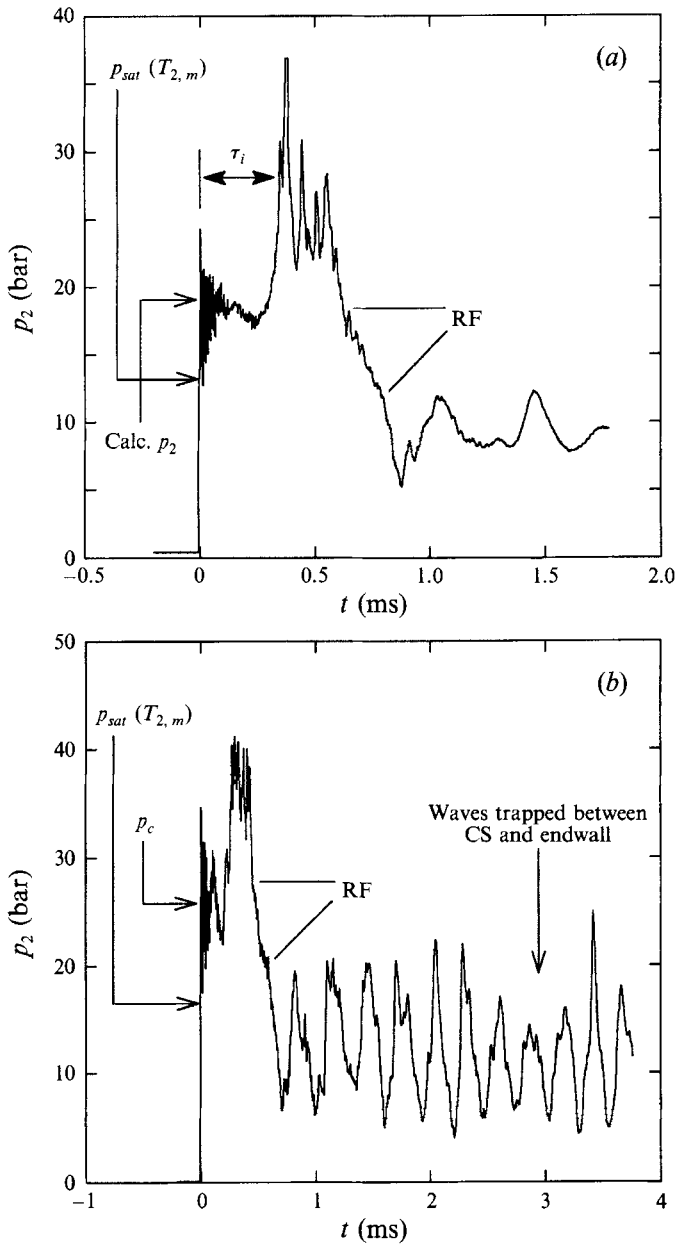 40
(a)
p_sat (T_2,m)
30
τ_i
p_2 (bar)
20
RF
10
Calc. p_2
0
−0.5
0
0.5
1.0
1.5
2.0
t (ms)
50
(b)
p_sat (T_2,m)
40
Waves trapped between
CS and endwall
p_c
30
RF
p_2 (bar)
20
10
0
−1
0
1
2
3
4
t (ms)